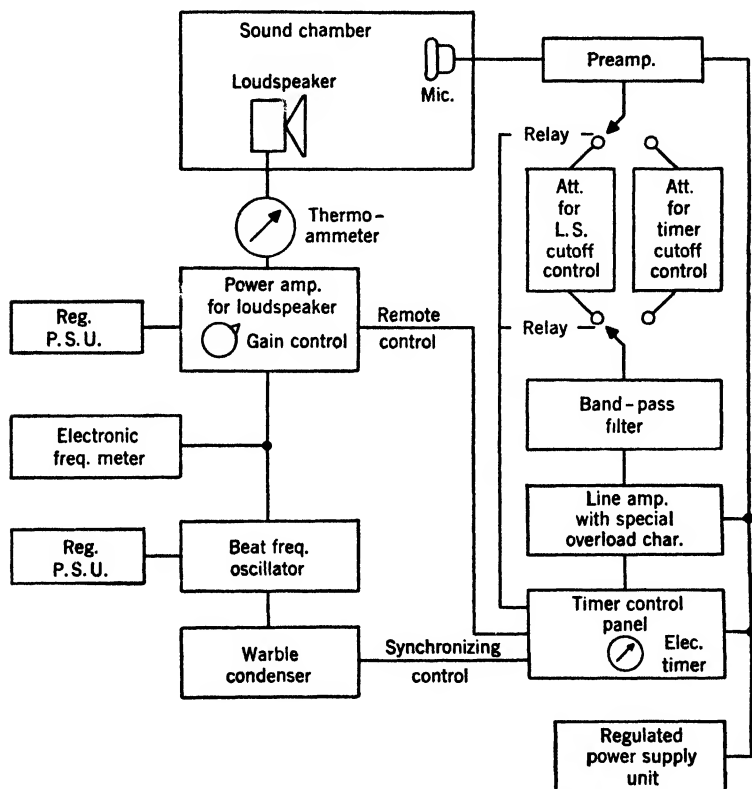 Sound chamber
Loudspeaker
Mic.
Preamp.
Relay
Att.
for
L. S.
cutoff
control
Att.
for
timer
cutoff
control
Thermo-
ammeter
Power amp.
for loudspeaker
Gain control
Reg.
P. S. U.
Remote
control
Relay
Band-pass
filter
Electronic
freq. meter
Line amp.
with special
overload char.
Reg.
P. S. U.
Beat freq.
oscillator
Timer control
panel
Elec.
timer
Warble
condenser
Synchronizing
control
Regulated
power supply
unit